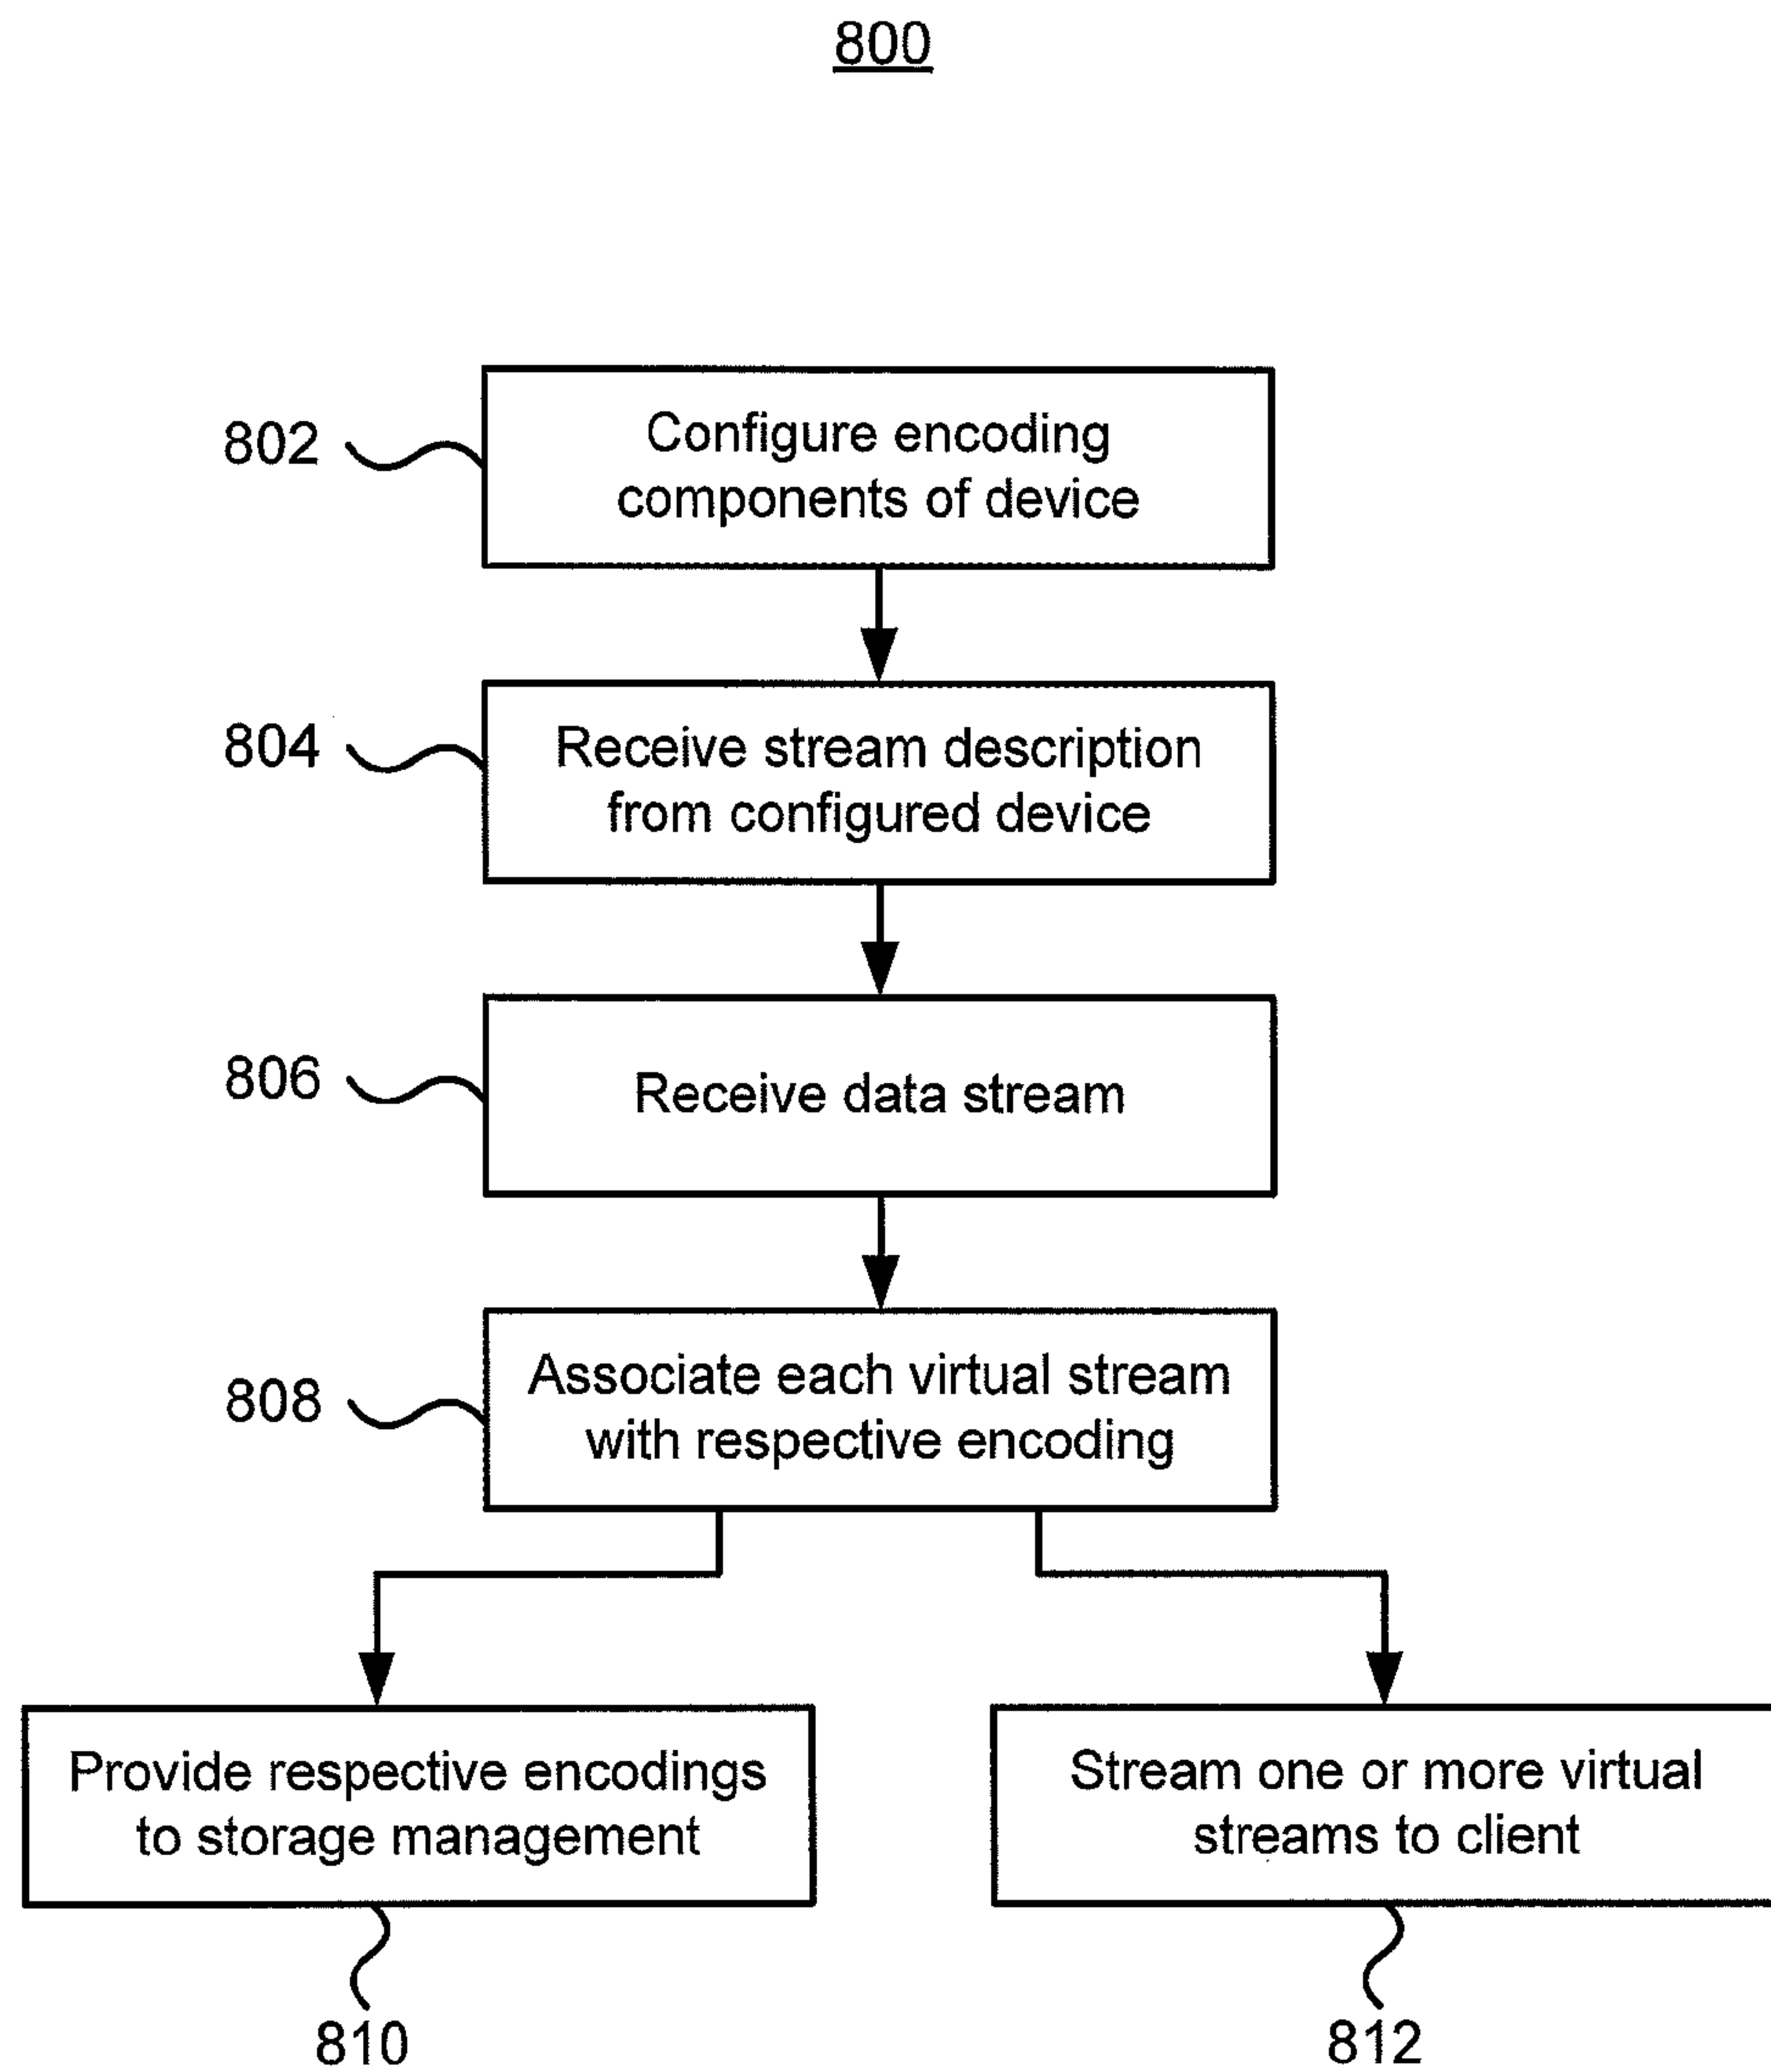 800
802
Configure encoding
components of device
804
Receive stream description
from configured device
806
Receive data stream
808
Associate each virtual stream
with respective encoding
Provide respective encodings
to storage management
Stream one or more virtual
streams to client
810
812